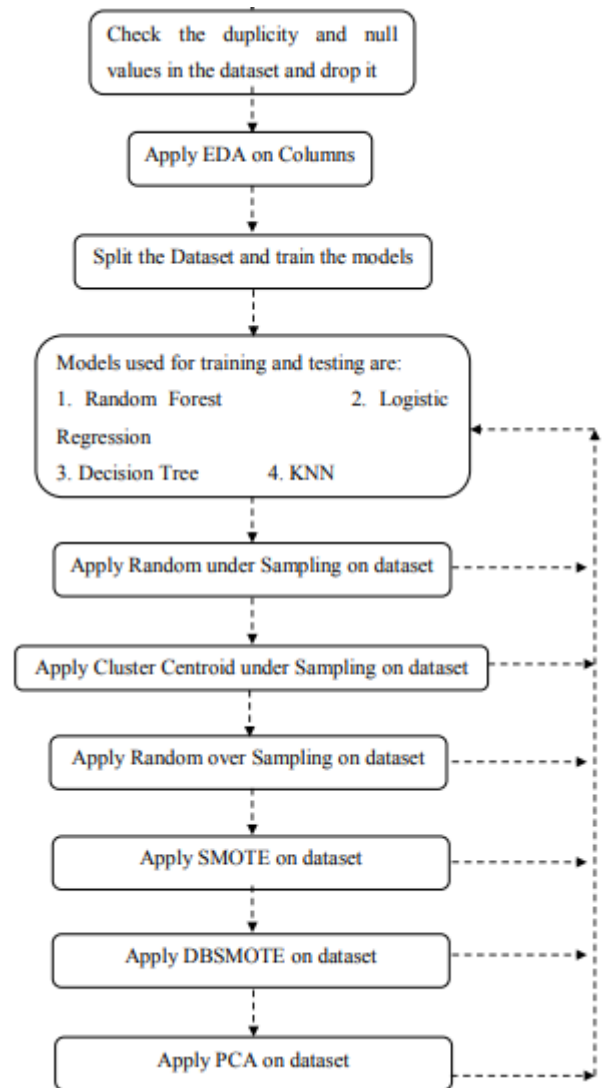 Check the duplicity and null
values in the dataset and drop it
Apply EDA on Columns
Split the Dataset and train the models
Models used for training and testing are:
1. Random Forest 2. Logistic
Regression
3. Decision Tree 4. KNN
Apply Random under Sampling on dataset
Apply Cluster Centroid under Sampling on dataset
Apply Random over Sampling on dataset
Apply SMOTE on dataset
Apply DBSMOTE on dataset
Apply PCA on dataset